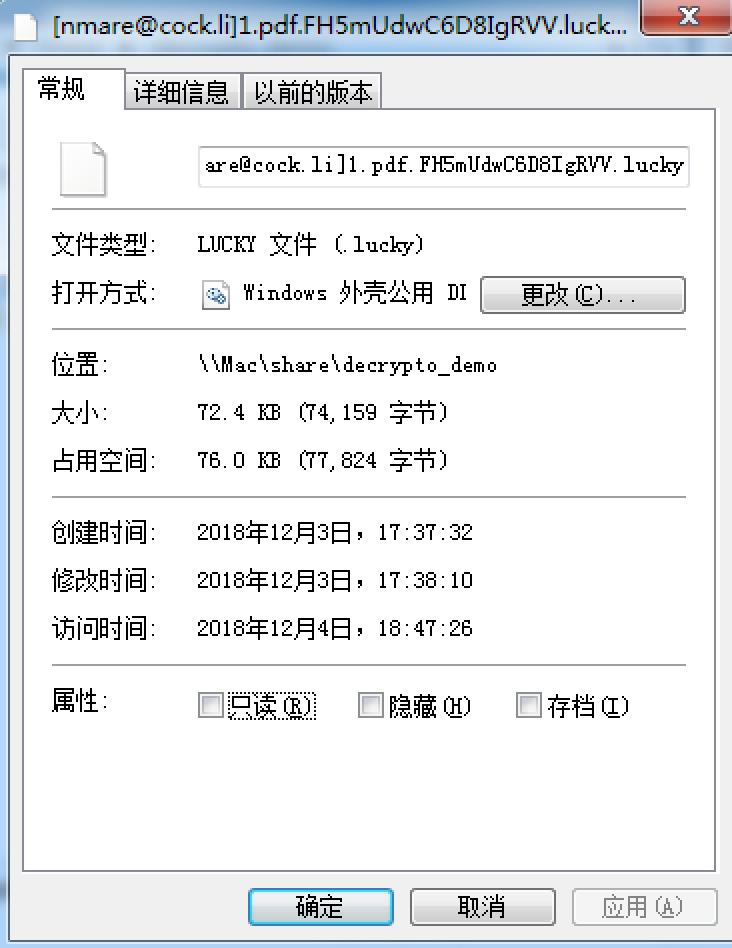 [nmare@cock.li]1.pdf.FH5mUdwC6D8IgRVV.luck...
常规 详细信息 以前的版本
are@cock.li]1.pdf.FH5mUdwC6D8IgRVV.lucky
文件类型: LUCKY 文件 (.lucky)
打开方式: Windows 外壳公用 Dl 更改(C)...
位置: \\Mac\share\decrypto_demo
大小: 72.4 KB (74,159 字节)
占用空间: 76.0 KB (77,824 字节)
创建时间: 2018年12月3日，17:37:32
修改时间: 2018年12月3日，17:38:10
访问时间: 2018年12月4日，18:47:26
属性: 只读(R) 隐藏(H) 存档(I)
确定 取消 应用(A)